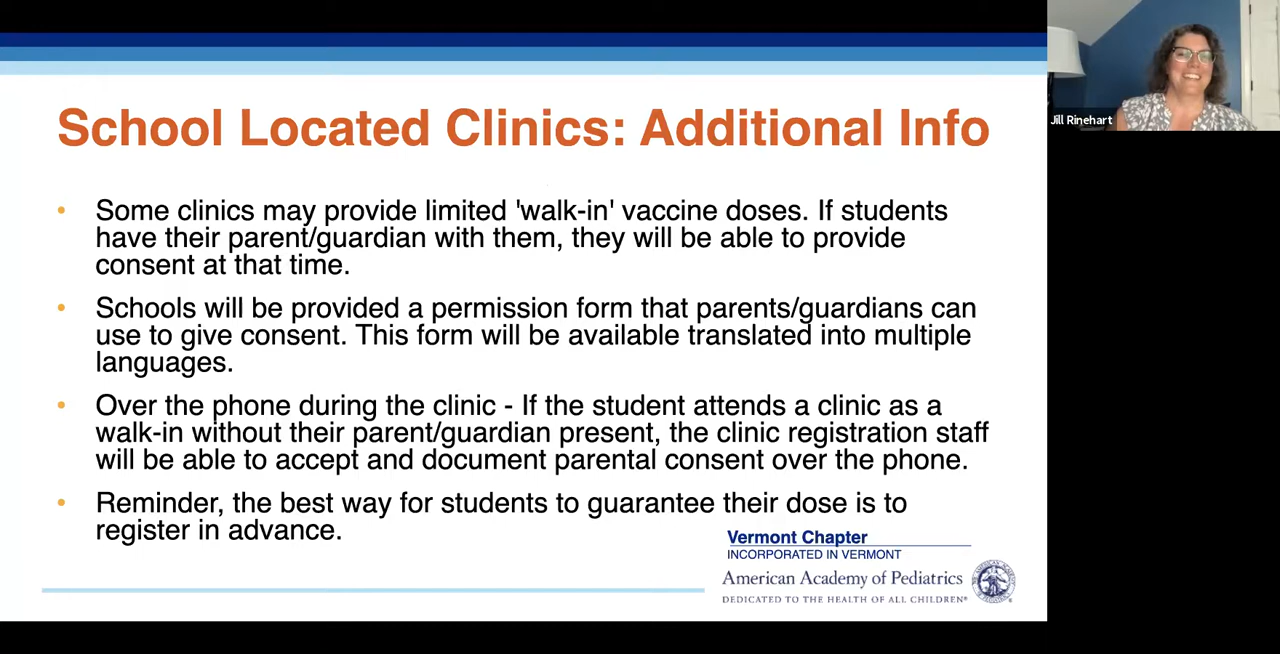 School Located Clinics: Additional Info
• Some clinics may provide limited 'walk-in' vaccine doses. If students
have their parent/guardian with them, they will be able to provide
consent at that time.
• Schools will be provided a permission form that parents/guardians can
use to give consent. This form will be available translated into multiple
languages.
• Over the phone during the clinic - If the student attends a clinic as a
walk-in without their parent/guardian present, the clinic registration staff
will be able to accept and document parental consent over the phone.
• Reminder, the best way for students to guarantee their dose is to
register in advance.
Vermont Chapter
INCORPORATED IN VERMONT
American Academy of Pediatrics
DEDICATED TO THE HEALTH OF ALL CHILDREN®
Jill Rinehart